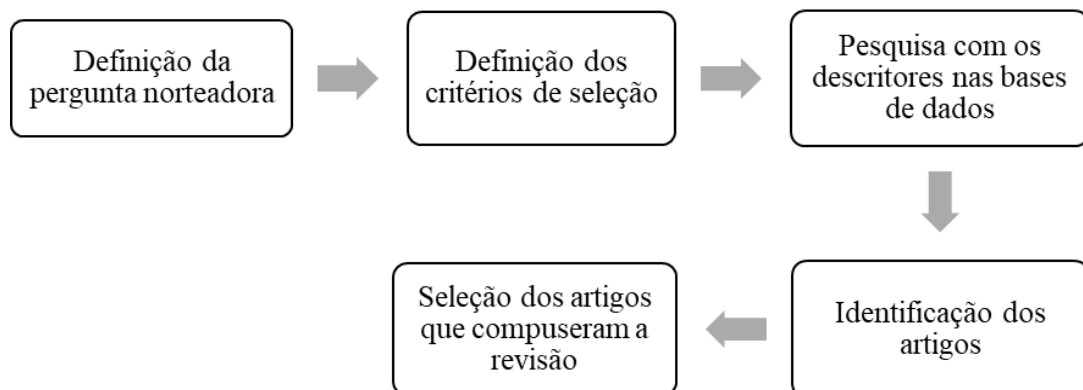 Definição da
pergunta norteadora
Definição dos
critérios de seleção
Pesquisa com os
descritores nas bases
de dados
Identificação dos
artigos
Seleção dos artigos
que compuseram a
revisão